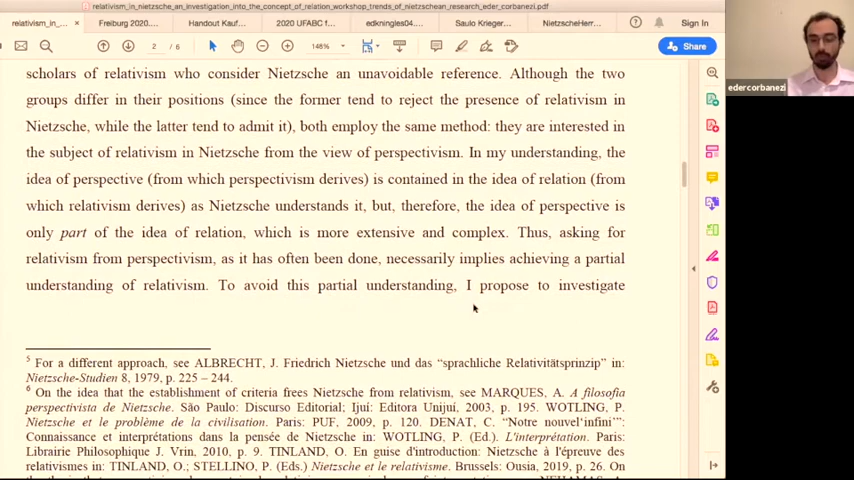 relativism_in_nietzsche_an_investigation_into_the_concept_of_relation_workshop_trends_of_nietzschean_research_eder_corbanezi.pdf
relativism_in_... × Freiburg 2020.... Handout Kauf... 2020 UFABC f... edkningles04.... Saulo Krieger... NietzscheHerr... Sign In
2 / 6 148% Share
edercorbanezi
scholars of relativism who consider Nietzsche an unavoidable reference. Although the two
groups differ in their positions (since the former tend to reject the presence of relativism in
Nietzsche, while the latter tend to admit it), both employ the same method: they are interested in
the subject of relativism in Nietzsche from the view of perspectivism. In my understanding, the
idea of perspective (from which perspectivism derives) is contained in the idea of relation (from
which relativism derives) as Nietzsche understands it, but, therefore, the idea of perspective is
only part of the idea of relation, which is more extensive and complex. Thus, asking for
relativism from perspectivism, as it has often been done, necessarily implies achieving a partial
understanding of relativism. To avoid this partial understanding, I propose to investigate
5 For a different approach, see ALBRECHT, J. Friedrich Nietzsche und das “sprachliche Relativitätsprinzip” in:
Nietzsche-Studien 8, 1979, p. 225 – 244.
6 On the idea that the establishment of criteria frees Nietzsche from relativism, see MARQUES, A. A filosofia
perspectivista de Nietzsche. São Paulo: Discurso Editorial; Ijuí: Editora Unijuí, 2003, p. 195. WOTLING, P.
Nietzsche et le problème de la civilisation. Paris: PUF, 2009, p. 120. DENAT, C. “Notre nouvel‘infini’”:
Connaissance et interprétations dans la pensée de Nietzsche in: WOTLING, P. (Ed.). L'interprétation. Paris:
Librairie Philosophique J. Vrin, 2010, p. 9. TINLAND, O. En guise d'introduction: Nietzsche à l'épreuve des
relativismes in: TINLAND, O.; STELLINO, P. (Eds.) Nietzsche et le relativisme. Brussels: Ousia, 2019, p. 26. On